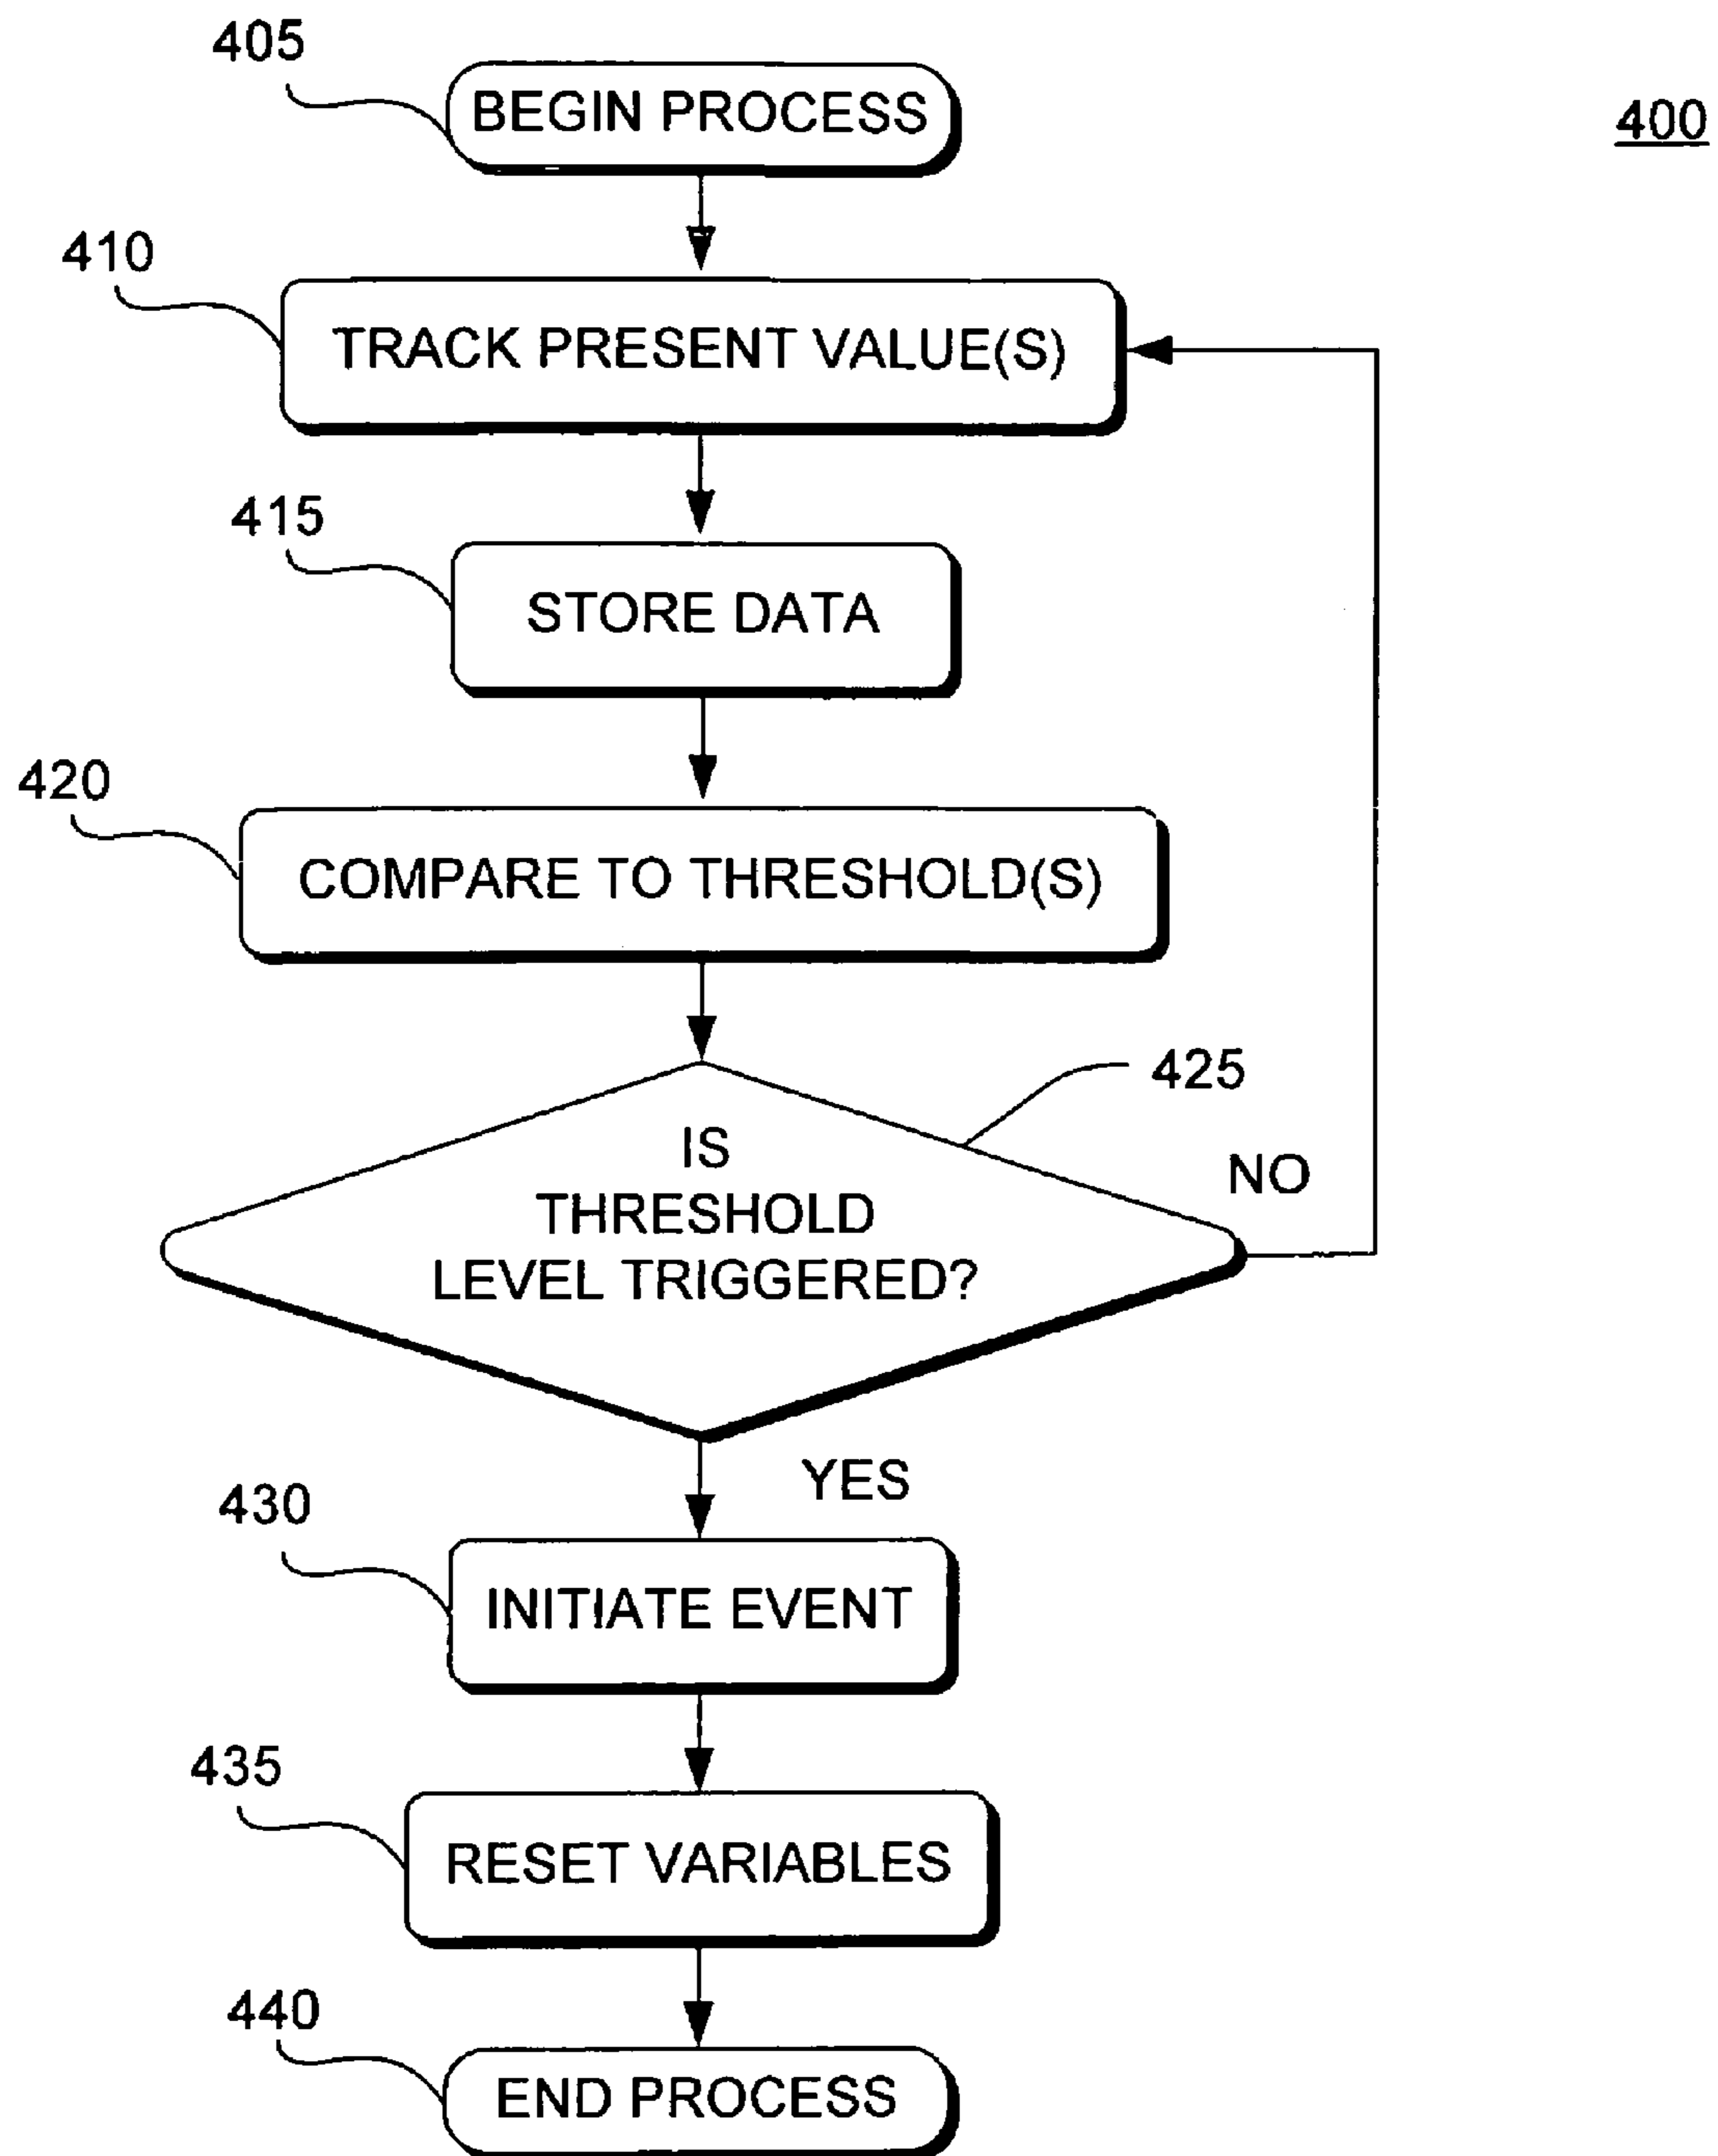 405
BEGIN PROCESS
400
410
TRACK PRESENT VALUE(S)
415
STORE DATA
420
COMPARE TO THRESHOLD(S)
425
IS
THRESHOLD
LEVEL TRIGGERED?
NO
YES
430
INITIATE EVENT
435
RESET VARIABLES
440
END PROCESS